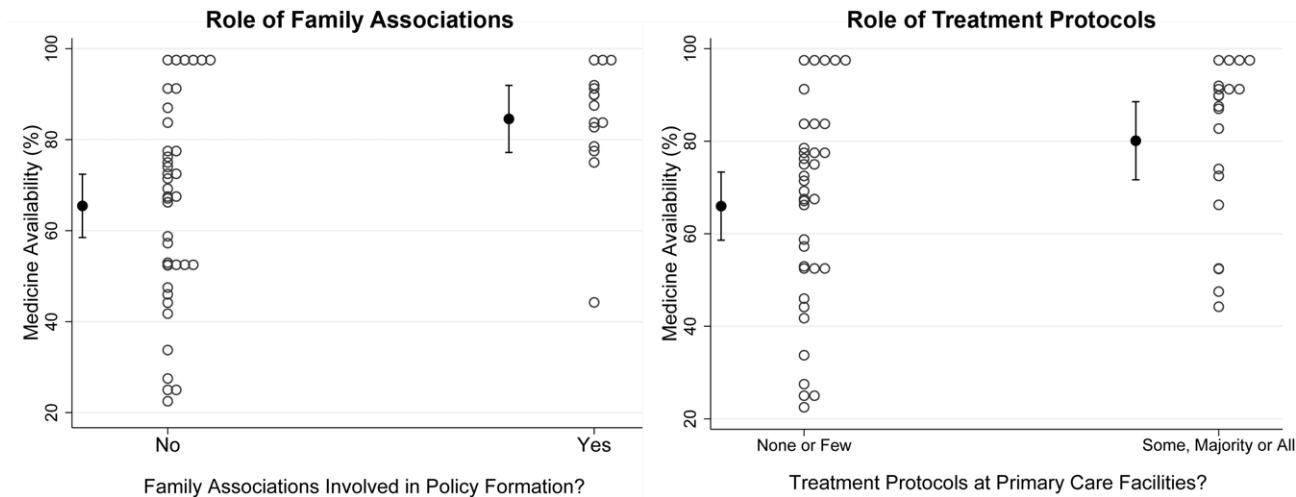 Role of Family Associations
Medicine Availability (%)
100
80
60
40
20
No
Yes
Family Associations Involved in Policy Formation?
Role of Treatment Protocols
Medicine Availability (%)
100
80
60
40
20
None or Few
Some, Majority or All
Treatment Protocols at Primary Care Facilities?